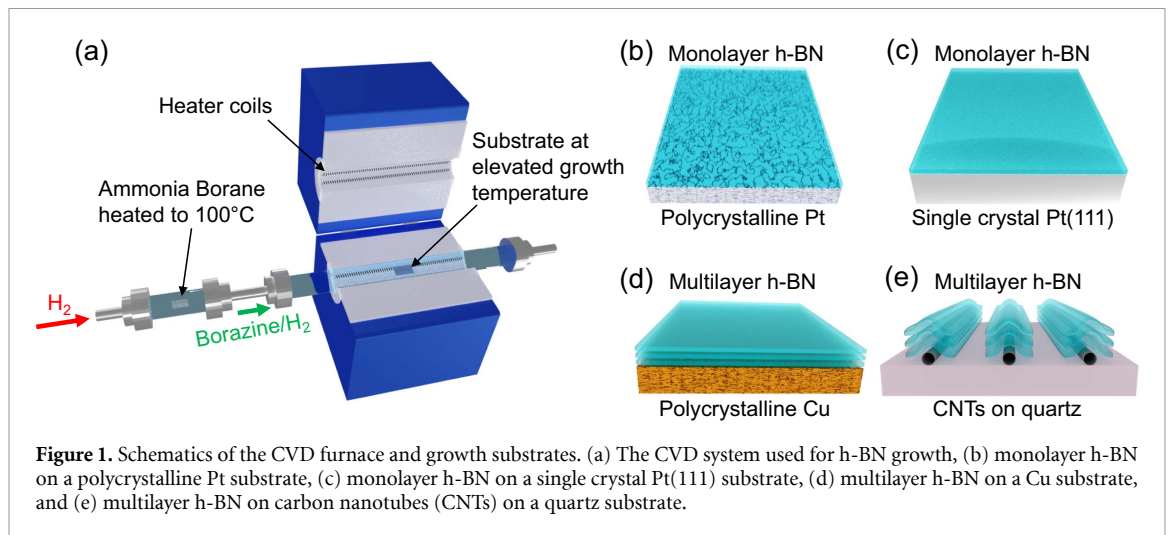 (a)
Heater coils
Substrate at
elevated growth
temperature
Ammonia Borane
heated to 100°C
H₂
Borazine/H₂
(b)
Monolayer h-BN
Polycrystalline Pt
(c)
Monolayer h-BN
Single crystal Pt(111)
(d)
Multilayer h-BN
Polycrystalline Cu
(e)
Multilayer h-BN
CNTs on quartz
Figure 1. Schematics of the CVD furnace and growth substrates. (a) The CVD system used for h-BN growth, (b) monolayer h-BN
on a polycrystalline Pt substrate, (c) monolayer h-BN on a single crystal Pt(111) substrate, (d) multilayer h-BN on a Cu substrate,
and (e) multilayer h-BN on carbon nanotubes (CNTs) on a quartz substrate.